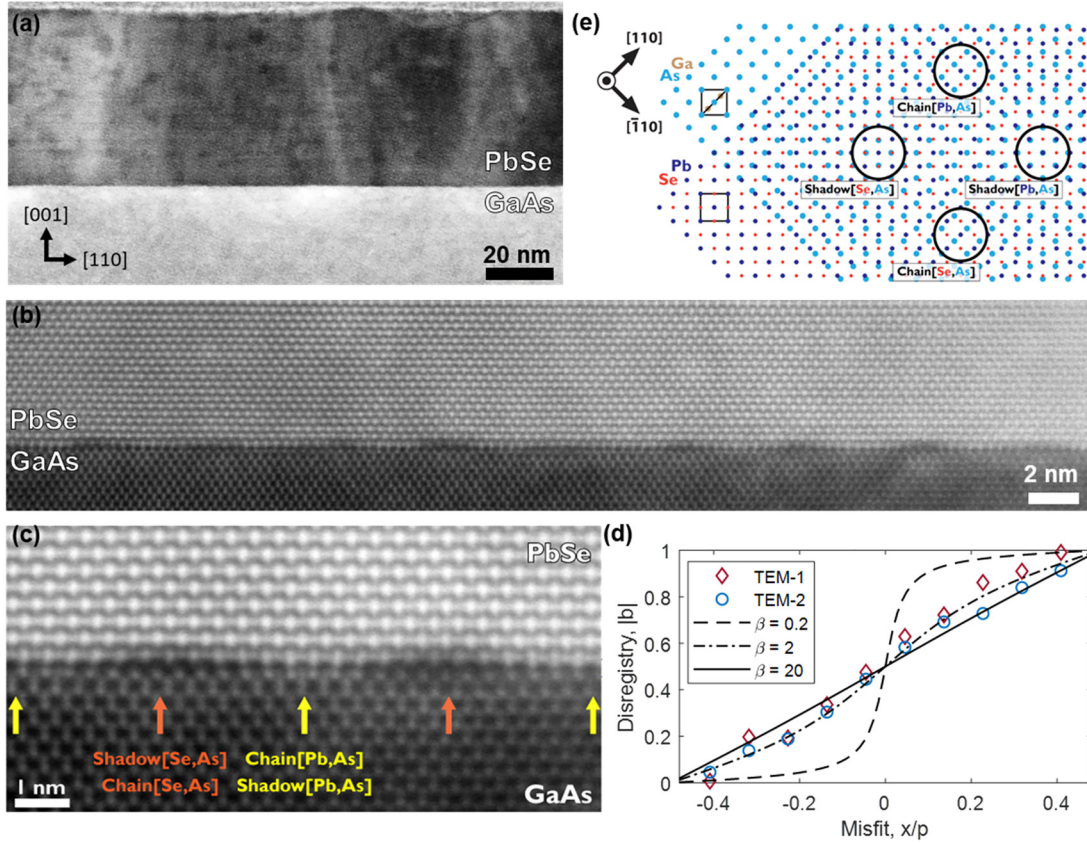 (a)
PbSe
GaAs
[001]
[110]
20 nm
(e)
[110]
[1̄10]
Ga
As
Pb
Se
Chain[Pb,As]
Shadow[Se,As]
Shadow[Pb,As]
Chain[Se,As]
(b)
PbSe
GaAs
2 nm
(c)
PbSe
Shadow[Se,As]
Chain[Pb,As]
Chain[Se,As]
Shadow[Pb,As]
1 nm
GaAs
(d)
TEM-1
TEM-2
β = 0.2
β = 2
β = 20
1
0.8
0.6
0.4
0.2
0
Disregistry, |b|
-0.4
-0.2
0
0.2
0.4
Misfit, x/p